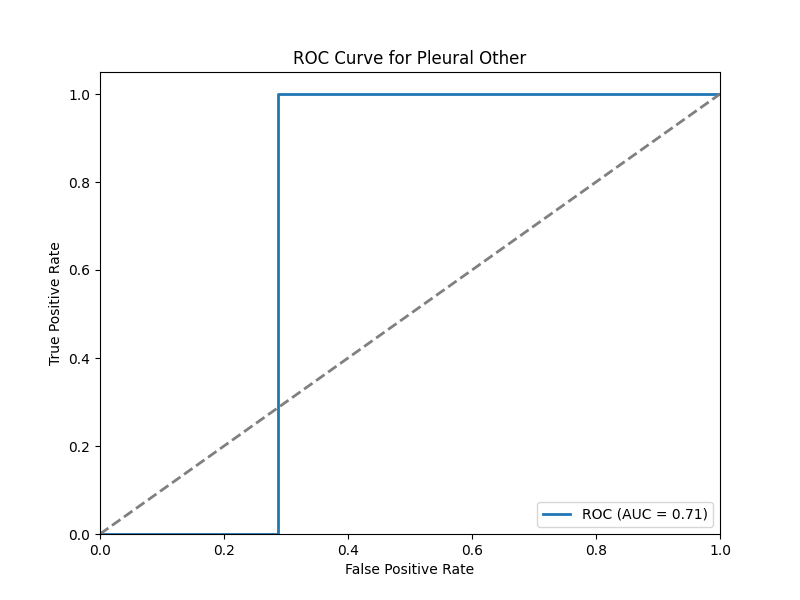 ROC Curve for Pleural Other
True Positive Rate
1.0
0.8
0.6
0.4
0.2
0.0
0.0 0.2 0.4 0.6 0.8 1.0
False Positive Rate
ROC (AUC = 0.71)